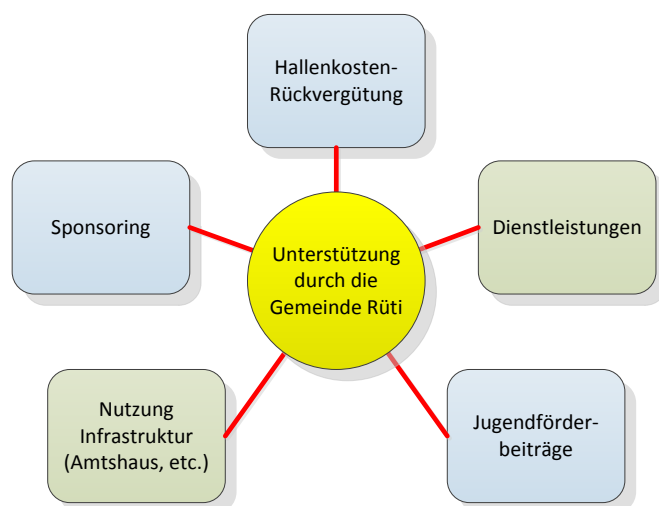 Hallenkosten-
Rückvergütung
Sponsoring
Dienstleistungen
Unterstützung
durch die
Gemeinde Rüti
Nutzung
Infrastruktur
(Amtshaus, etc.)
Jugendförder-
beiträge